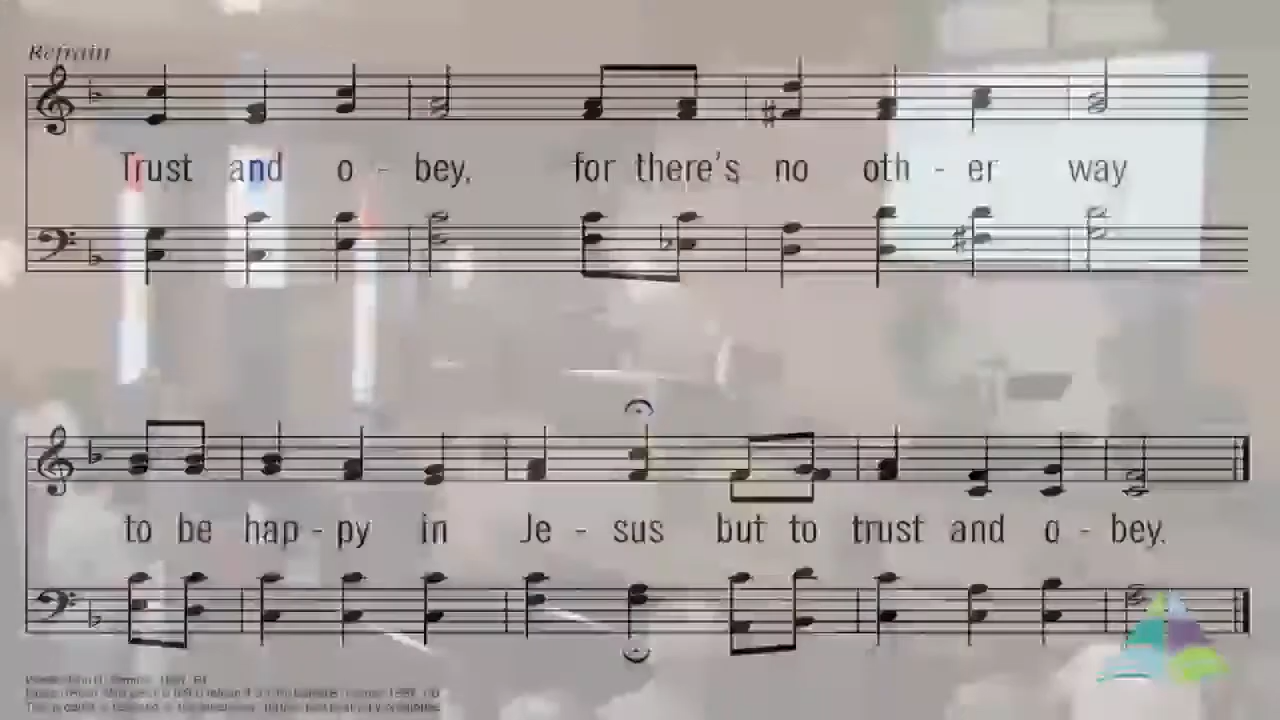 Refrain
Trust and o - bey, for there's no oth - er way
to be hap - py in Je - sus but to trust and o - bey.